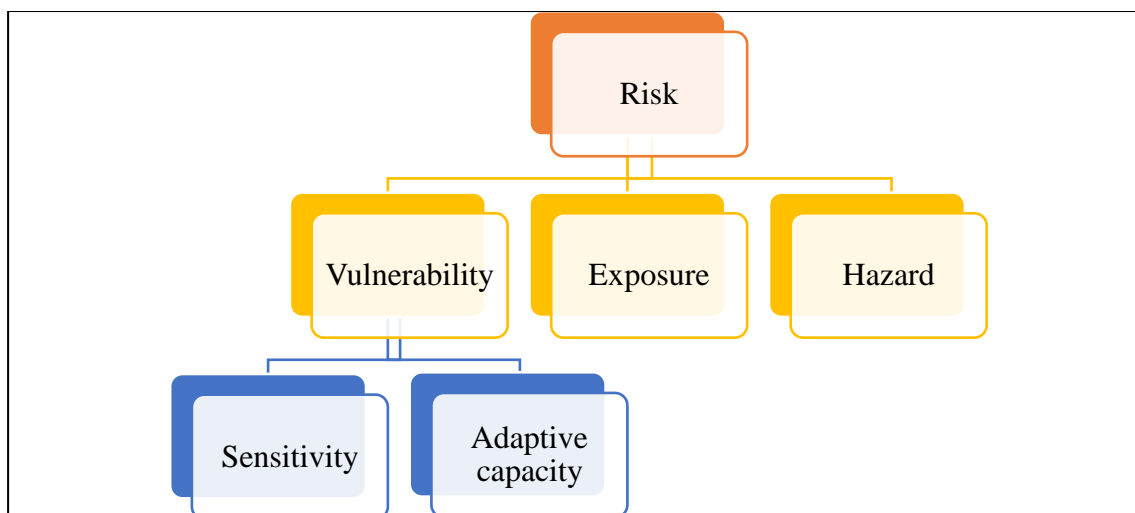 Risk
Vulnerability
Exposure
Hazard
Sensitivity
Adaptive
capacity